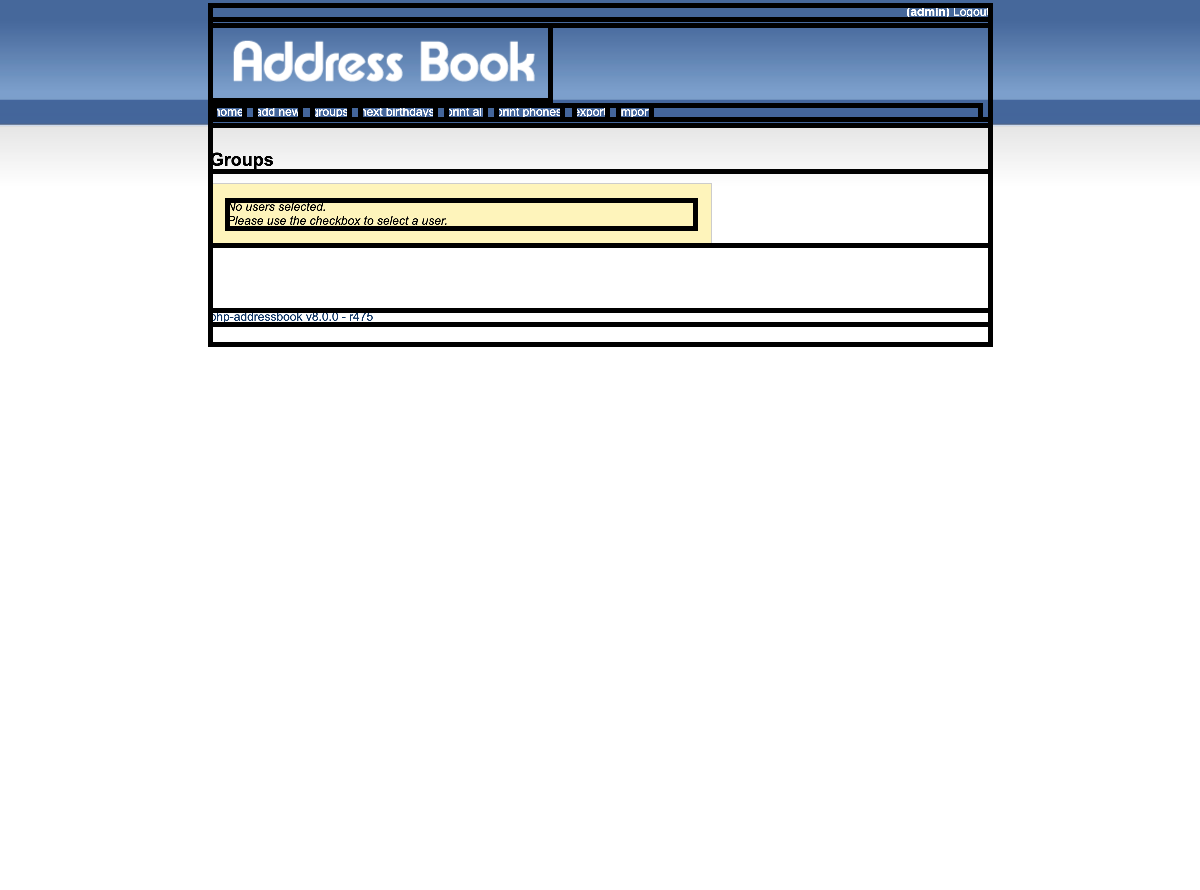 (admin) Logout
Address Book
home add new groups next birthdays print all print phones export import
Groups
No users selected.
Please use the checkbox to select a user.
php-addressbook v8.0.0 - r475